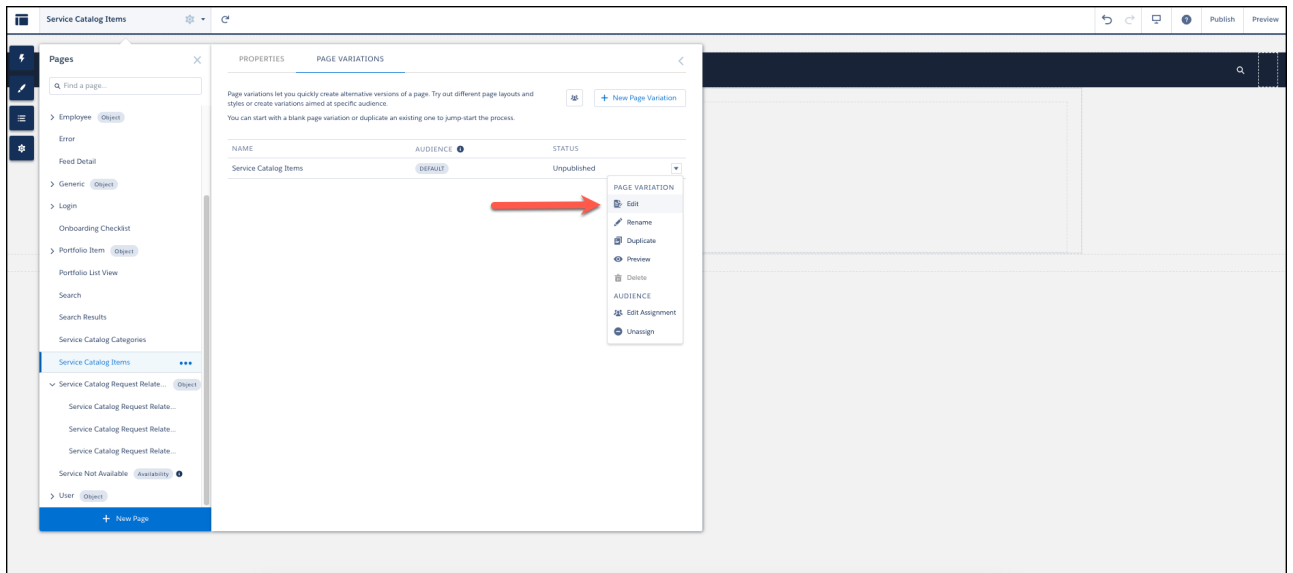 Service Catalog Items
Publish
Preview
Pages
Find a page...
Employee Object
Error
Feed Detail
Generic Object
Login
Onboarding Checklist
Portfolio Item Object
Portfolio List View
Search
Search Results
Service Catalog Categories
Service Catalog Items
Service Catalog Request Relate... Object
Service Catalog Request Relate...
Service Catalog Request Relate...
Service Catalog Request Relate...
Service Not Available Availability
User Object
+ New Page
PROPERTIES PAGE VARIATIONS
Page variations let you quickly create alternative versions of a page. Try out different page layouts and
styles or create variations aimed at specific audience.
You can start with a blank page variation or duplicate an existing one to jump-start the process.
+ New Page Variation
NAME AUDIENCE STATUS
Service Catalog Items DEFAULT Unpublished
PAGE VARIATION
Edit
Rename
Duplicate
Preview
Delete
AUDIENCE
Edit Assignment
Unassign